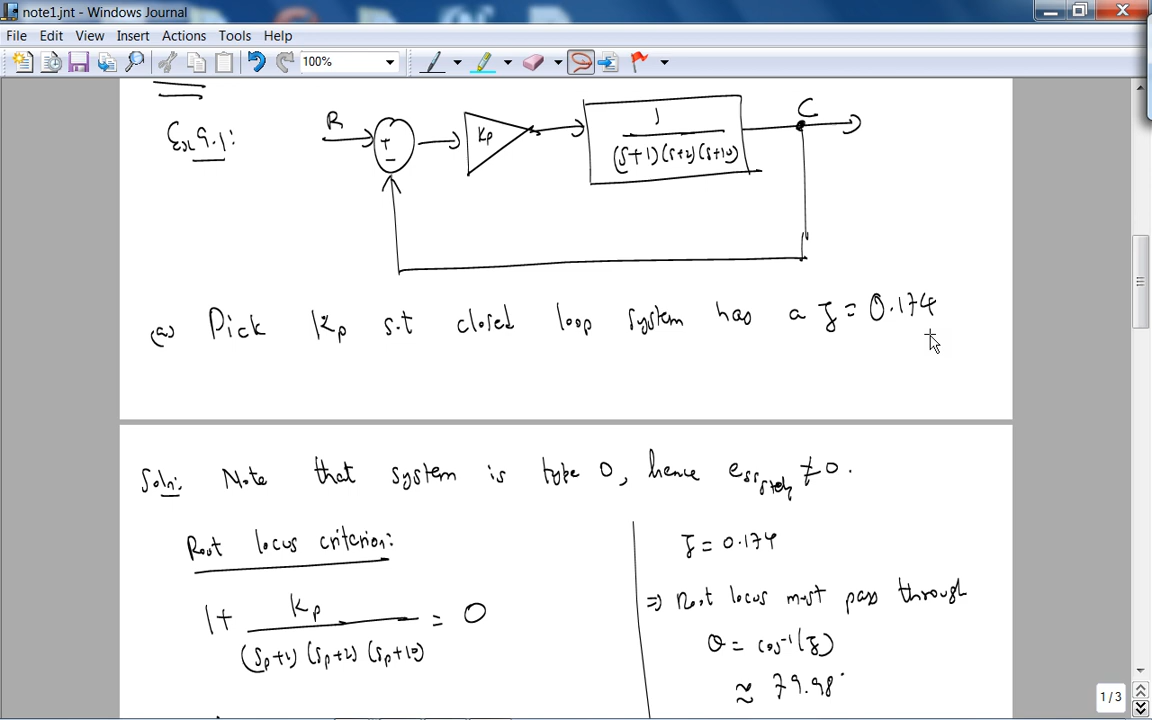 note1.jnt - Windows Journal
File Edit View Insert Actions Tools Help
100%
Ex 9.1:
R
+
-
Kp
1
(s+1)(s+2)(s+10)
C
(a) Pick Kp s.t closed loop system has a ζ = 0.174
Soln: Note that system is type 0, hence e_ss,step ≠ 0.
Root locus criterion:
1 + Kp / (sp+1)(sp+2)(sp+10) = 0
ζ = 0.174
⇒ Root locus must pass through
θ = cos⁻¹(ζ)
≈ 79.98°
1 / 3